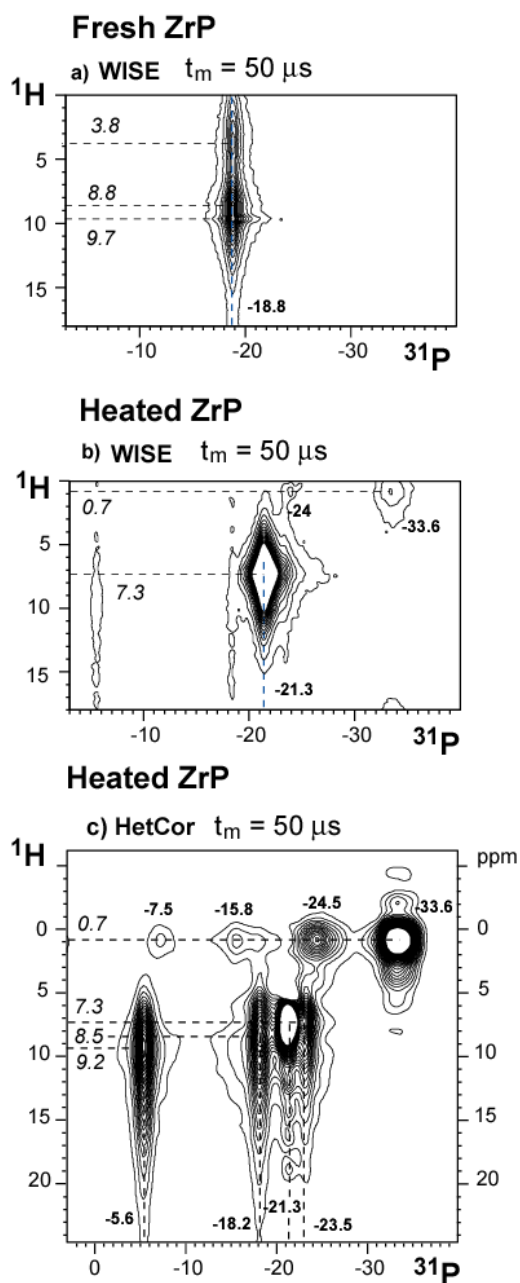 Fresh ZrP
a) WISE tm = 50 μs
1H
3.8
5
8.8
10
9.7
15
-18.8
-10 -20 -30 31P
Heated ZrP
b) WISE tm = 50 μs
1H
0.7
-24
-33.6
5
7.3
10
15
-21.3
-10 -20 -30 31P
Heated ZrP
c) HetCor tm = 50 μs
1H ppm
-7.5 -15.8 -24.5 -33.6
0.7
0 0
7.3
5 5
8.5
10 10
9.2
15 15
20 20
-5.6 -18.2 -21.3 -23.5
0 -10 -20 -30 31P